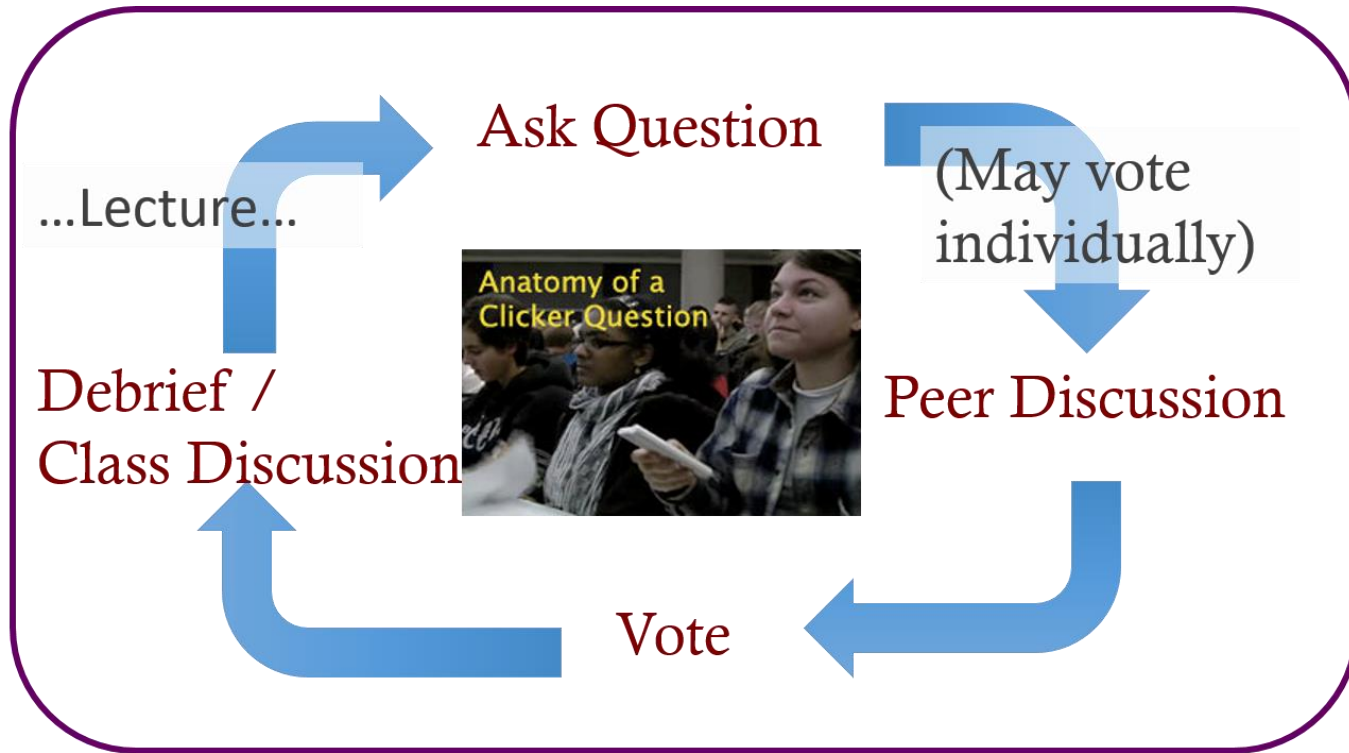 Ask Question
(May vote
individually)
...Lecture...
Anatomy of a
Clicker Question
Debrief /
Class Discussion
Peer Discussion
Vote